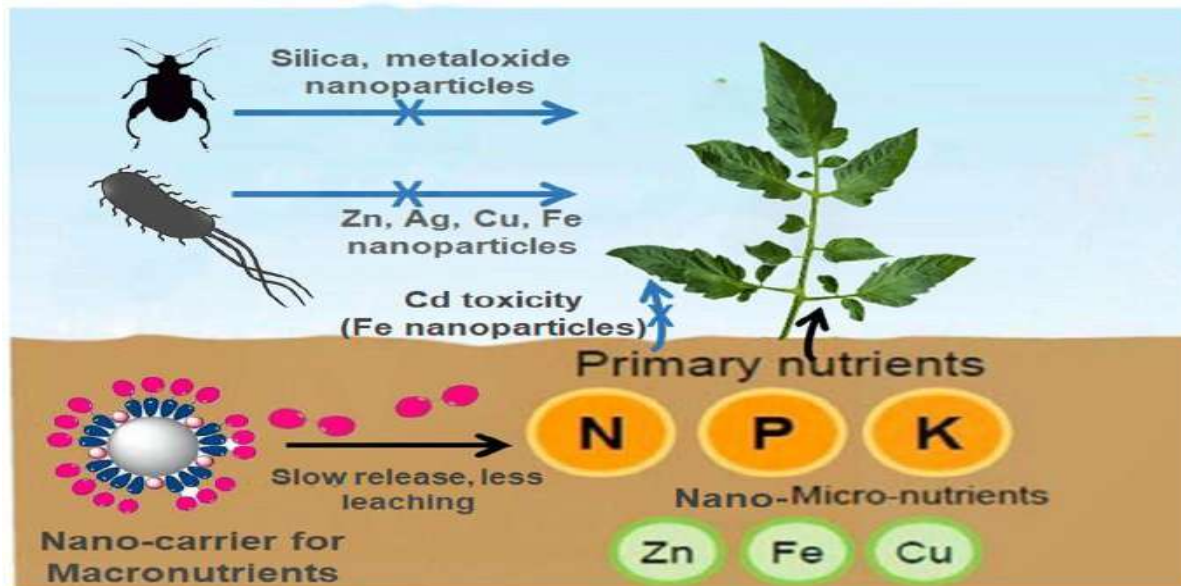 Silica, metaloxide
nanoparticles
X
X
Zn, Ag, Cu, Fe
nanoparticles
Cd toxicity
(Fe nanoparticles)
X
Primary nutrients
N P K
Slow release, less
leaching
Nano-Micro-nutrients
Zn Fe Cu
Nano-carrier for
Macronutrients